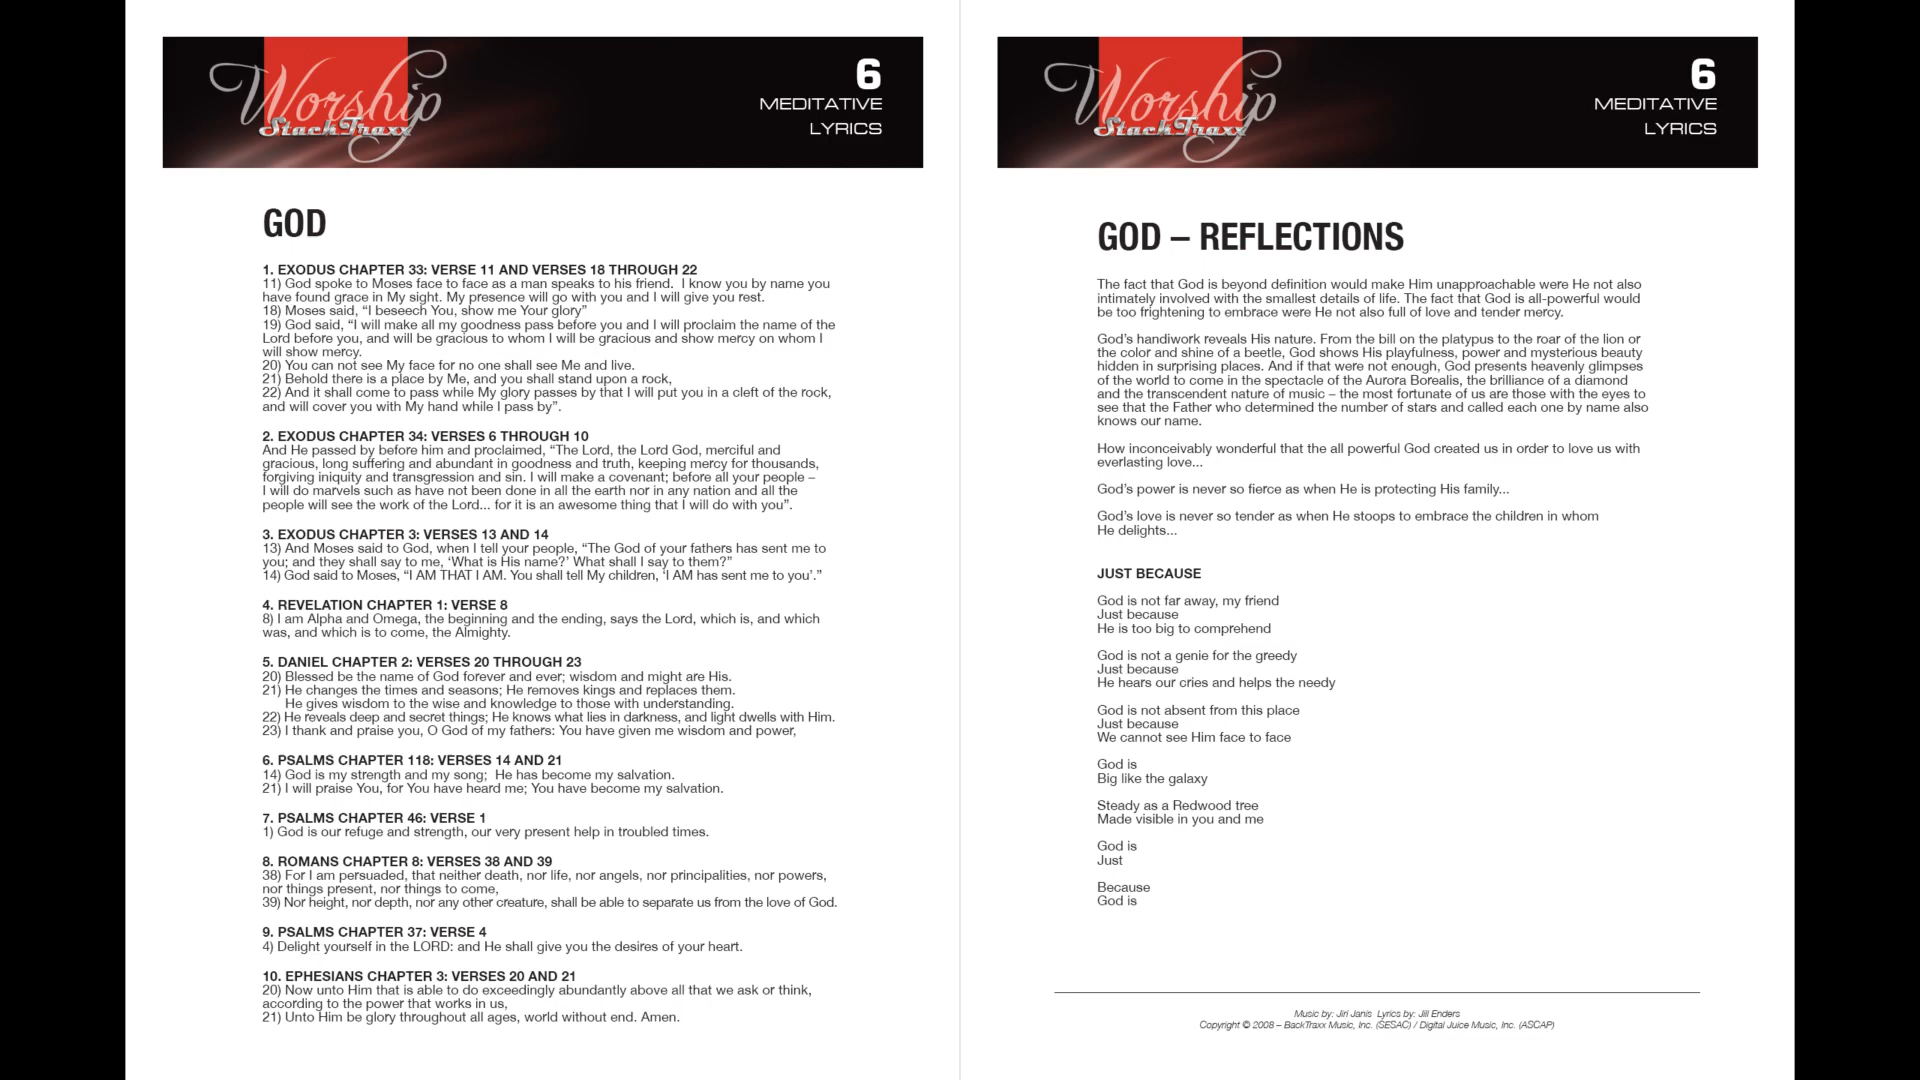 Worship
StackTraxx
6
MEDITATIVE
LYRICS
GOD
1. EXODUS CHAPTER 33: VERSE 11 AND VERSES 18 THROUGH 22
11) God spoke to Moses face to face as a man speaks to his friend.  I know you by name you
have found grace in My sight. My presence will go with you and I will give you rest.
18) Moses said, “I beseech You, show me Your glory”
19) God said, “I will make all my goodness pass before you and I will proclaim the name of the
Lord before you, and will be gracious to whom I will be gracious and show mercy on whom I
will show mercy.
20) You can not see My face for no one shall see Me and live.
21) Behold there is a place by Me, and you shall stand upon a rock,
22) And it shall come to pass while My glory passes by that I will put you in a cleft of the rock,
and will cover you with My hand while I pass by”.
2. EXODUS CHAPTER 34: VERSES 6 THROUGH 10
And He passed by before him and proclaimed, “The Lord, the Lord God, merciful and
gracious, long suffering and abundant in goodness and truth, keeping mercy for thousands,
forgiving iniquity and transgression and sin. I will make a covenant; before all your people –
I will do marvels such as have not been done in all the earth nor in any nation and all the
people will see the work of the Lord... for it is an awesome thing that I will do with you”.
3. EXODUS CHAPTER 3: VERSES 13 AND 14
13) And Moses said to God, when I tell your people, “The God of your fathers has sent me to
you; and they shall say to me, ‘What is His name?’ What shall I say to them?”
14) God said to Moses, “I AM THAT I AM. You shall tell My children, ‘I AM has sent me to you’.”
4. REVELATION CHAPTER 1: VERSE 8
8) I am Alpha and Omega, the beginning and the ending, says the Lord, which is, and which
was, and which is to come, the Almighty.
5. DANIEL CHAPTER 2: VERSES 20 THROUGH 23
20) Blessed be the name of God forever and ever; wisdom and might are His.
21) He changes the times and seasons; He removes kings and replaces them.
He gives wisdom to the wise and knowledge to those with understanding.
22) He reveals deep and secret things; He knows what lies in darkness, and light dwells with Him.
23) I thank and praise you, O God of my fathers: You have given me wisdom and power,
6. PSALMS CHAPTER 118: VERSES 14 AND 21
14) God is my strength and my song;  He has become my salvation.
21) I will praise You, for You have heard me; You have become my salvation.
7. PSALMS CHAPTER 46: VERSE 1
1) God is our refuge and strength, our very present help in troubled times.
8. ROMANS CHAPTER 8: VERSES 38 AND 39
38) For I am persuaded, that neither death, nor life, nor angels, nor principalities, nor powers,
nor things present, nor things to come,
39) Nor height, nor depth, nor any other creature, shall be able to separate us from the love of God.
9. PSALMS CHAPTER 37: VERSE 4
4) Delight yourself in the LORD: and He shall give you the desires of your heart.
10. EPHESIANS CHAPTER 3: VERSES 20 AND 21
20) Now unto Him that is able to do exceedingly abundantly above all that we ask or think,
according to the power that works in us,
21) Unto Him be glory throughout all ages, world without end. Amen.
Worship
StackTraxx
6
MEDITATIVE
LYRICS
GOD – REFLECTIONS
The fact that God is beyond definition would make Him unapproachable were He not also
intimately involved with the smallest details of life. The fact that God is all-powerful would
be too frightening to embrace were He not also full of love and tender mercy.
God’s handiwork reveals His nature. From the bill on the platypus to the roar of the lion or
the color and shine of a beetle, God shows His playfulness, power and mysterious beauty
hidden in surprising places. And if that were not enough, God presents heavenly glimpses
of the world to come in the spectacle of the Aurora Borealis, the brilliance of a diamond
and the transcendent nature of music – the most fortunate of us are those with the eyes to
see that the Father who determined the number of stars and called each one by name also
knows our name.
How inconceivably wonderful that the all powerful God created us in order to love us with
everlasting love...
God’s power is never so fierce as when He is protecting His family...
God’s love is never so tender as when He stoops to embrace the children in whom
He delights...
JUST BECAUSE
God is not far away, my friend
Just because
He is too big to comprehend
God is not a genie for the greedy
Just because
He hears our cries and helps the needy
God is not absent from this place
Just because
We cannot see Him face to face
God is
Big like the galaxy
Steady as a Redwood tree
Made visible in you and me
God is
Just
Because
God is
Music by: Jiri Janis  Lyrics by: Jill Enders
Copyright © 2008 – BackTraxx Music, Inc. (SESAC) / Digital Juice Music, Inc. (ASCAP)